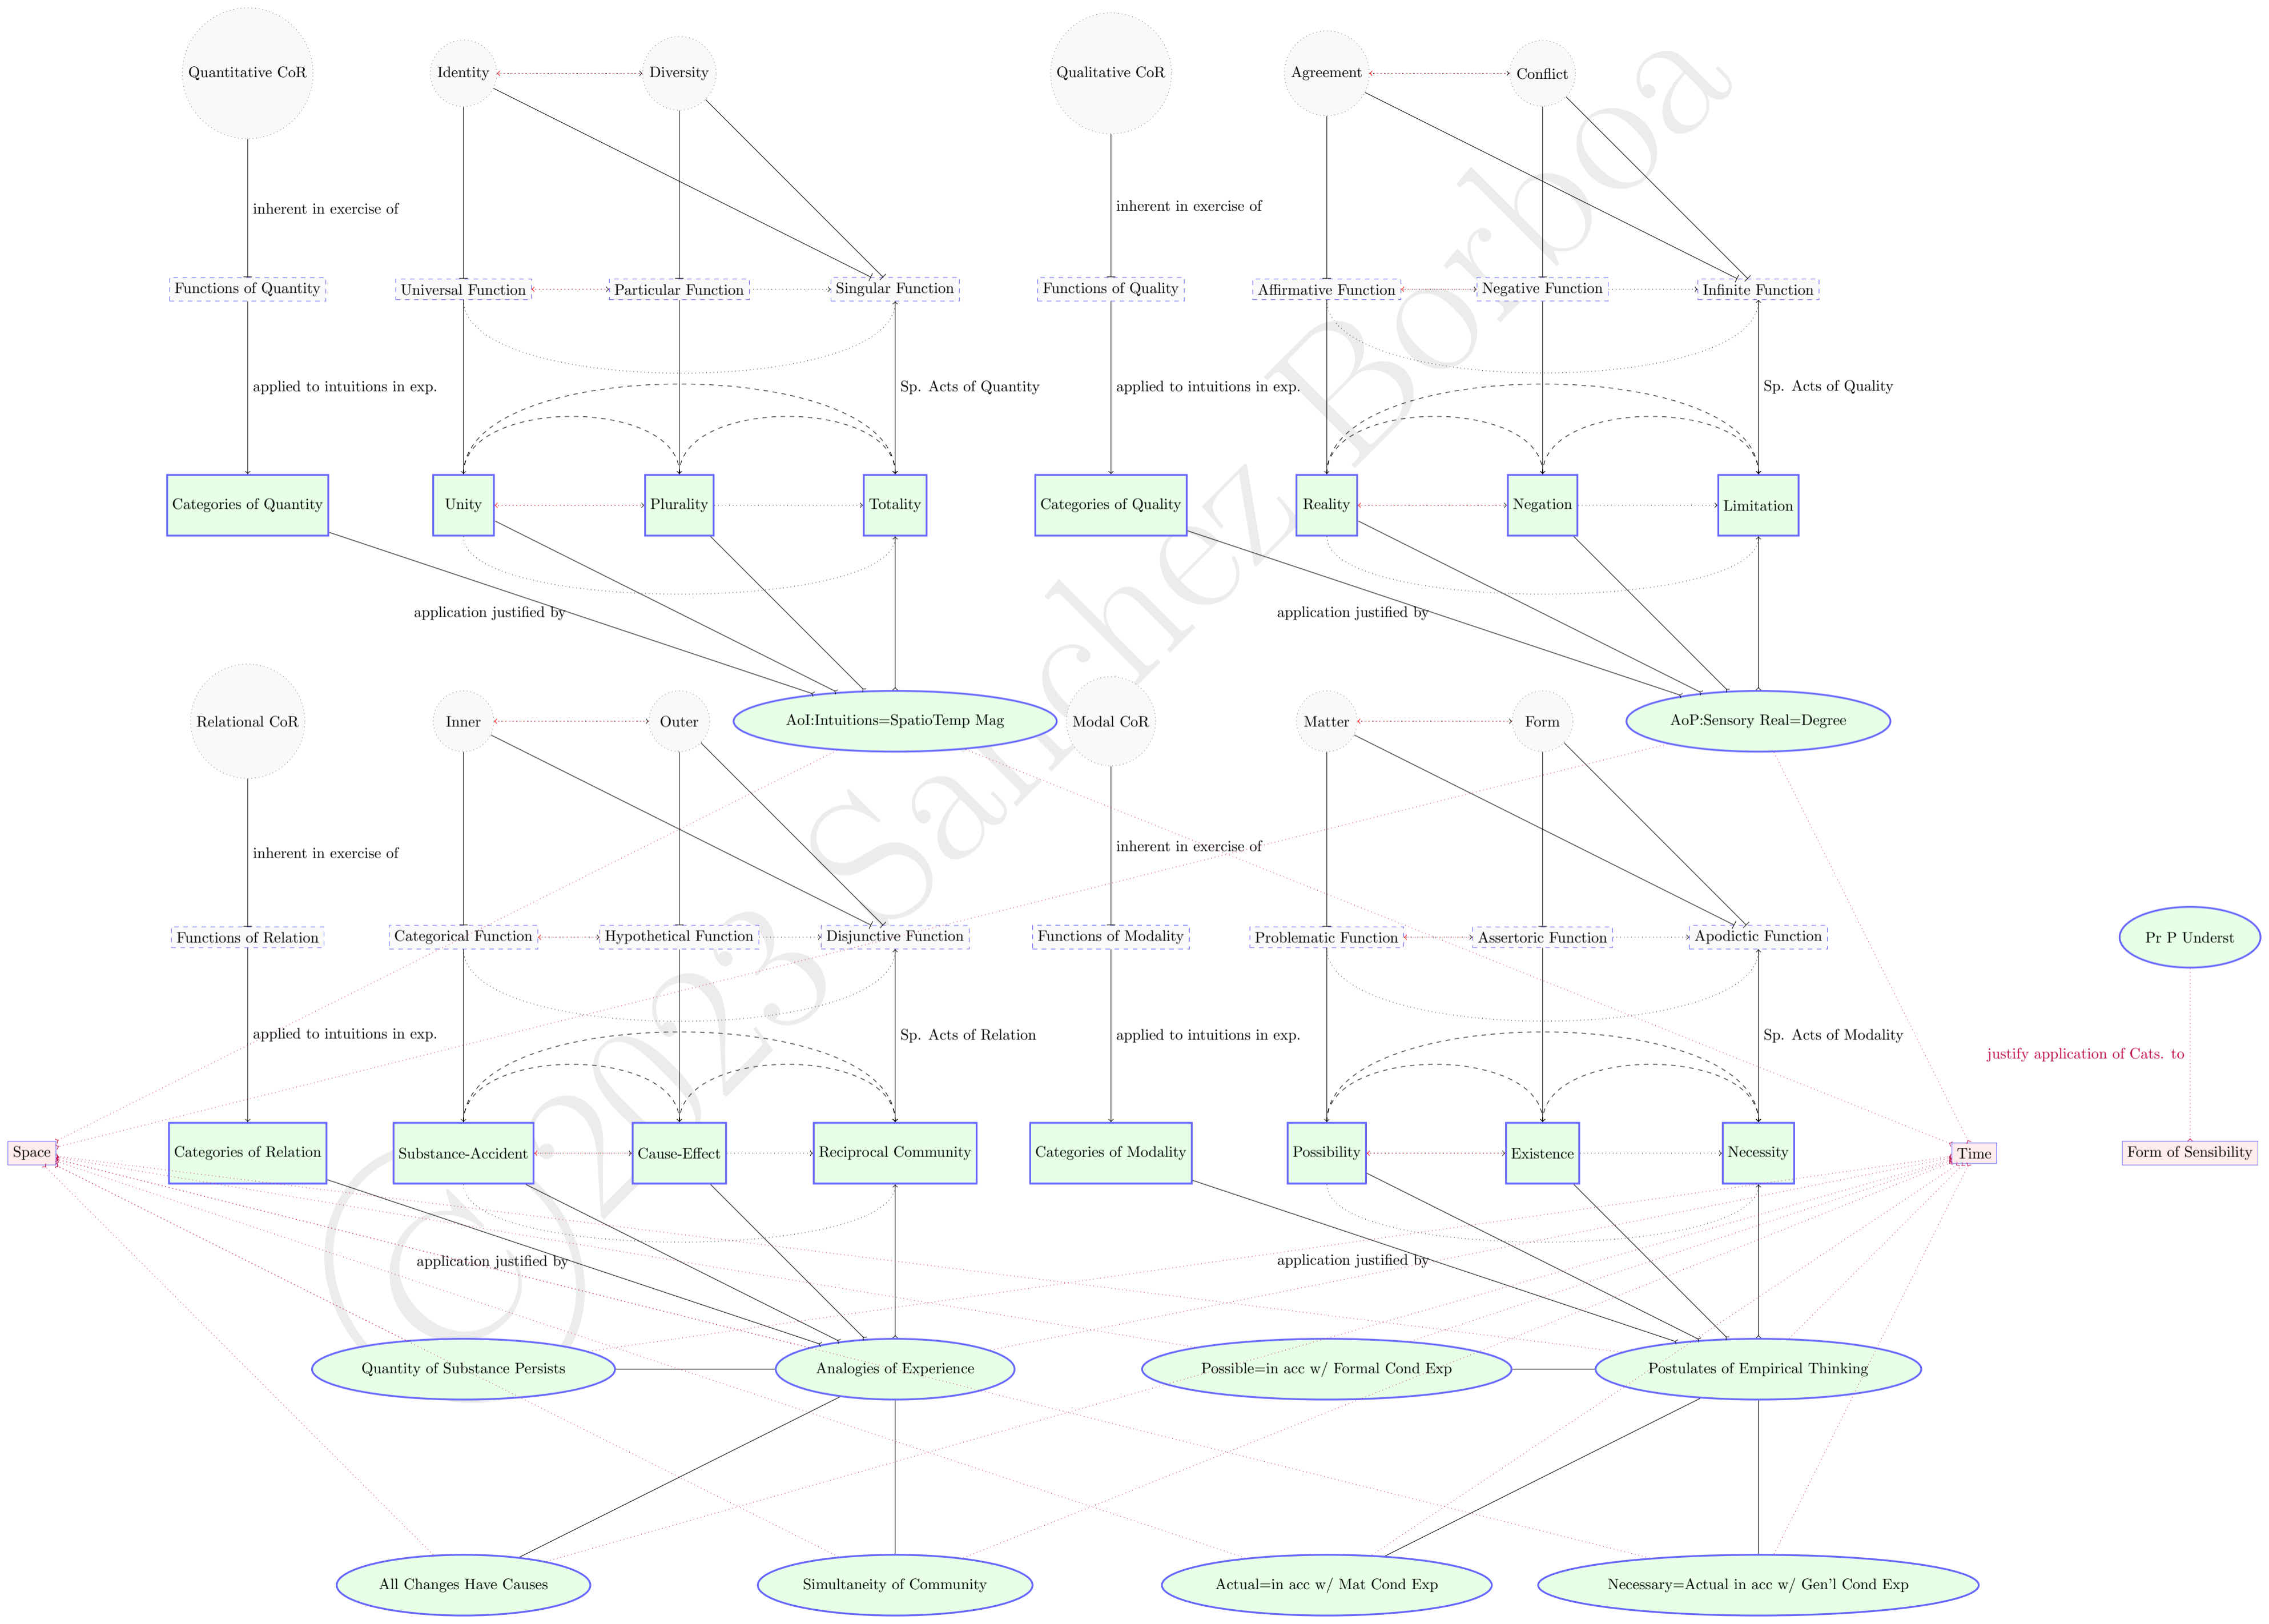 Quantitative CoR
Identity
Diversity
Qualitative CoR
Agreement
Conflict
inherent in exercise of
inherent in exercise of
Functions of Quantity
Universal Function
Particular Function
Singular Function
Functions of Quality
Affirmative Function
Negative Function
Infinite Function
applied to intuitions in exp.
Sp. Acts of Quantity
applied to intuitions in exp.
Sp. Acts of Quality
Categories of Quantity
Unity
Plurality
Totality
Categories of Quality
Reality
Negation
Limitation
application justified by
application justified by
Relational CoR
Inner
Outer
AoI:Intuitions=SpatioTemp Mag
Modal CoR
Matter
Form
AoP:Sensory Real=Degree
inherent in exercise of
inherent in exercise of
Functions of Relation
Categorical Function
Hypothetical Function
Disjunctive Function
Functions of Modality
Problematic Function
Assertoric Function
Apodictic Function
Pr P Underst
applied to intuitions in exp.
Sp. Acts of Relation
applied to intuitions in exp.
Sp. Acts of Modality
justify application of Cats. to
Space
Categories of Relation
Substance-Accident
Cause-Effect
Reciprocal Community
Categories of Modality
Possibility
Existence
Necessity
Time
Form of Sensibility
application justified by
application justified by
Quantity of Substance Persists
Analogies of Experience
Possible=in acc w/ Formal Cond Exp
Postulates of Empirical Thinking
All Changes Have Causes
Simultaneity of Community
Actual=in acc w/ Mat Cond Exp
Necessary=Actual in acc w/ Gen'l Cond Exp
©2023 Sanchez Borboa